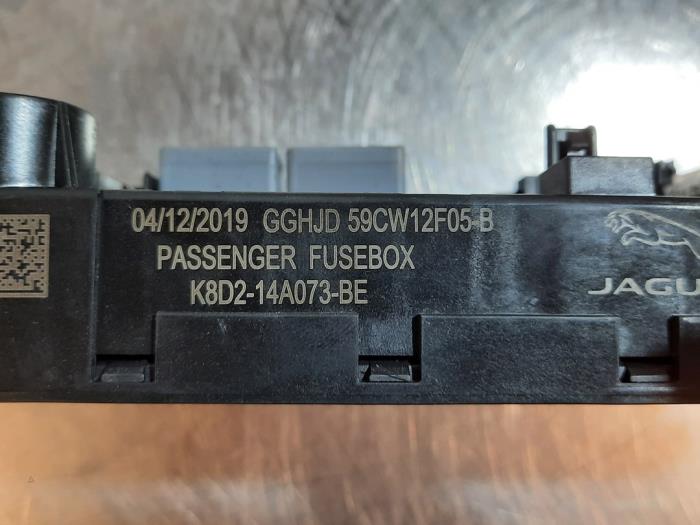 04/12/2019 GGHJD 59CW12F05-B
PASSENGER FUSEBOX
K8D2-14A073-BE
JAGU